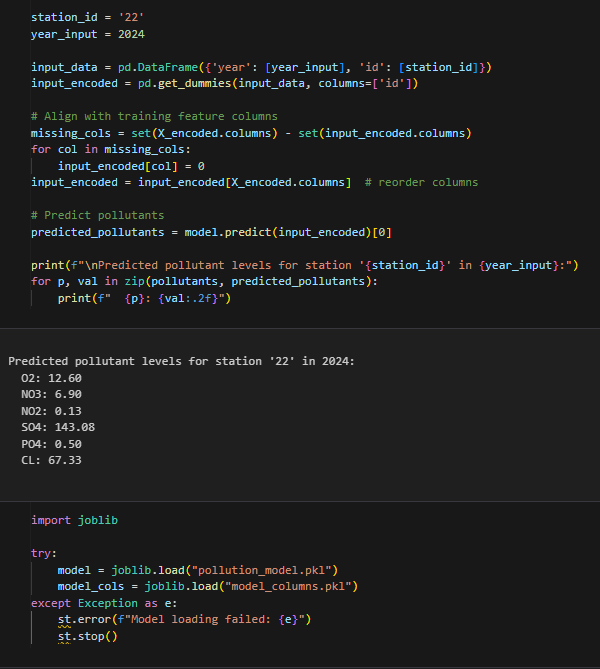 station_id = '22'
year_input = 2024
input_data = pd.DataFrame({'year': [year_input], 'id': [station_id]})
input_encoded = pd.get_dummies(input_data, columns=['id'])
# Align with training feature columns
missing_cols = set(X_encoded.columns) - set(input_encoded.columns)
for col in missing_cols:
    input_encoded[col] = 0
input_encoded = input_encoded[X_encoded.columns]  # reorder columns
# Predict pollutants
predicted_pollutants = model.predict(input_encoded)[0]
print(f"\nPredicted pollutant levels for station '{station_id}' in {year_input}:")
for p, val in zip(pollutants, predicted_pollutants):
    print(f"  {p}: {val:.2f}")
Predicted pollutant levels for station '22' in 2024:
  O2: 12.60
  NO3: 6.90
  NO2: 0.13
  SO4: 143.08
  PO4: 0.50
  CL: 67.33
import joblib
try:
    model = joblib.load("pollution_model.pkl")
    model_cols = joblib.load("model_columns.pkl")
except Exception as e:
    st.error(f"Model loading failed: {e}")
    st.stop()